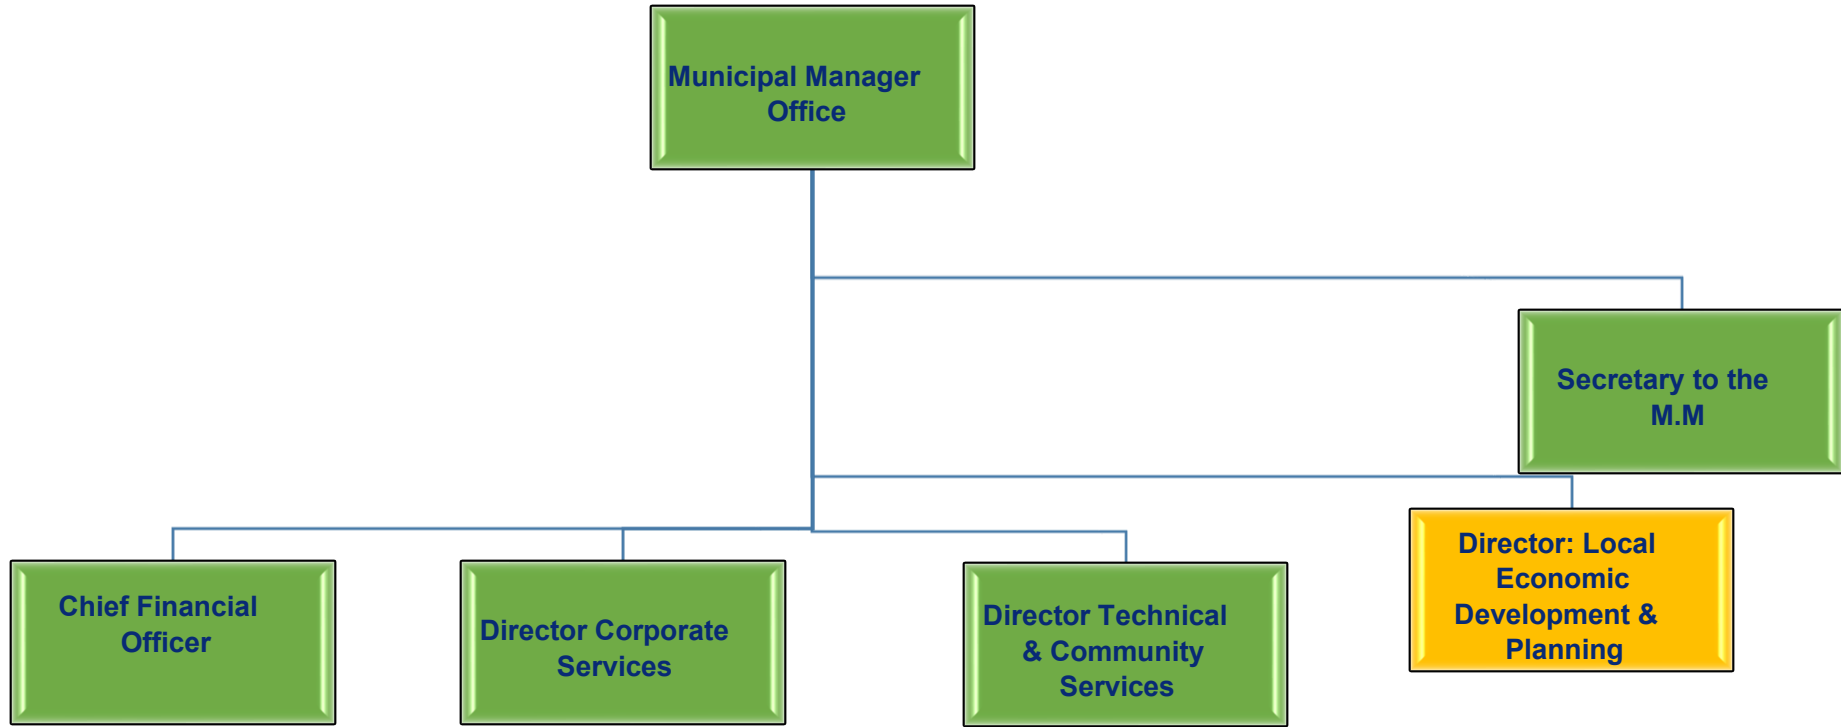 Municipal Manager
Office
Secretary to the
M.M
Chief Financial
Officer
Director Corporate
Services
Director Technical
& Community
Services
Director: Local
Economic
Development &
Planning